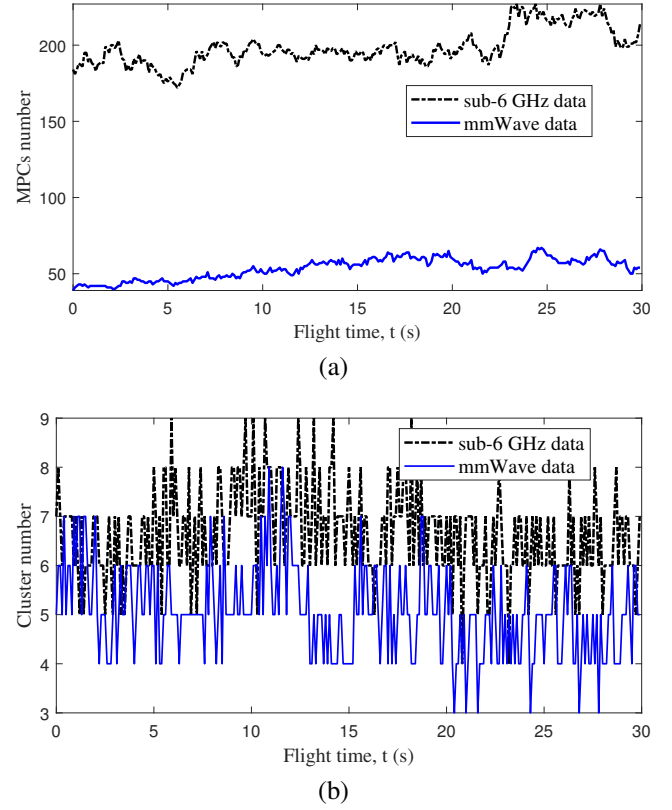 200
150
100
50
MPCs number
sub-6 GHz data
mmWave data
0 5 10 15 20 25 30
Flight time, t (s)
(a)
9
8
7
6
5
4
3
Cluster number
sub-6 GHz data
mmWave data
0 5 10 15 20 25 30
Flight time, t (s)
(b)